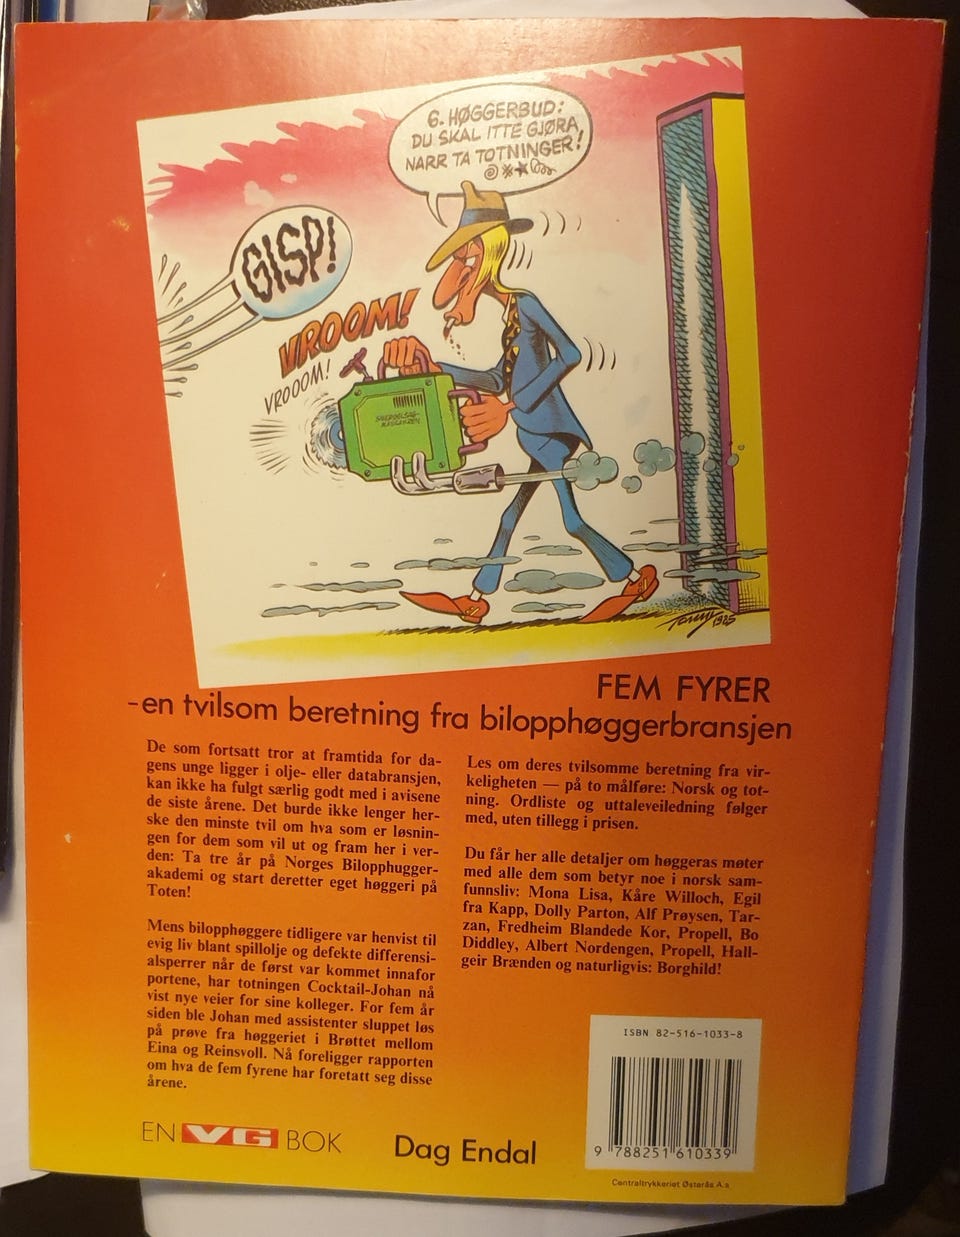 6. HØGGERBUD:
DU SKAL ITTE GJØRA
NARR TA TOTNINGER!
GISP!
VROOM!
VROOOM!
1985
FEM FYRER
-en tvilsom beretning fra bilopphøggerbransjen
De som fortsatt tror at framtida for da-
gens unge ligger i olje- eller databransjen,
kan ikke ha fulgt særlig godt med i avisene
de siste årene. Det burde ikke lenger her-
ske den minste tvil om hva som er løsnin-
gen for dem som vil ut og fram her i ver-
den: Ta tre år på Norges Bilopphugger-
akademi og start deretter eget høggeri på
Toten!
Mens bilopphøggere tidligere var henvist til
evig liv blant spillolje og defekte differensi-
alsperrer når de først var kommet innafor
portene, har totningen Cocktail-Johan nå
vist nye veier for sine kolleger. For fem år
siden ble Johan med assistenter sluppet løs
på prøve fra høggeriet i Brøttet mellom
Eina og Reinsvoll. Nå foreligger rapporten
om hva de fem fyrene har foretatt seg disse
årene.
Les om deres tvilsomme beretning fra vir-
keligheten — på to målføre: Norsk og tot-
ning. Ordliste og uttaleveiledning følger
med, uten tillegg i prisen.
Du får her alle detaljer om høggeras møter
med alle dem som betyr noe i norsk sam-
funnsliv: Mona Lisa, Kåre Willoch, Egil
fra Kapp, Dolly Parton, Alf Prøysen, Tar-
zan, Fredheim Blandede Kor, Propell, Bo
Diddley, Albert Nordengen, Propell, Hall-
geir Brænden og naturligvis: Borghild!
EN VG BOK
Dag Endal
ISBN 82-516-1033-8
9 788251 610339
Centraltrykkeriet Østerås A.s